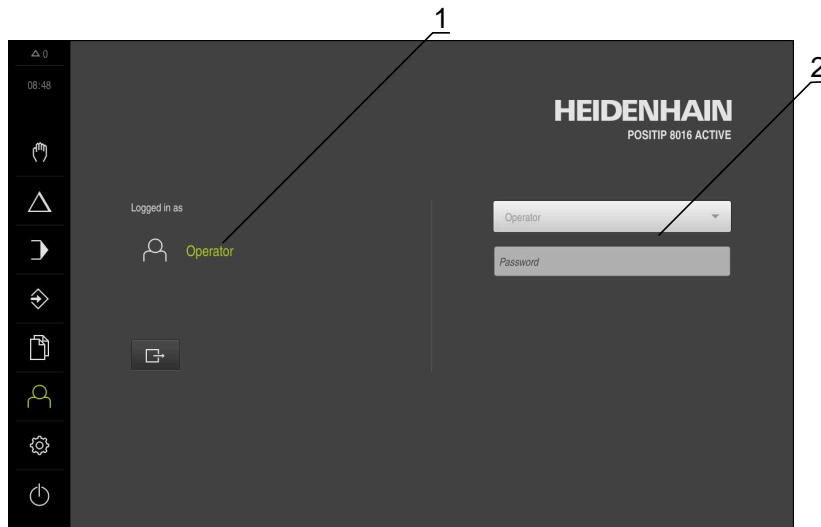 1
2
0
08:48
HEIDENHAIN
POSITIP 8016 ACTIVE
Logged in as
Operator
Operator
Password